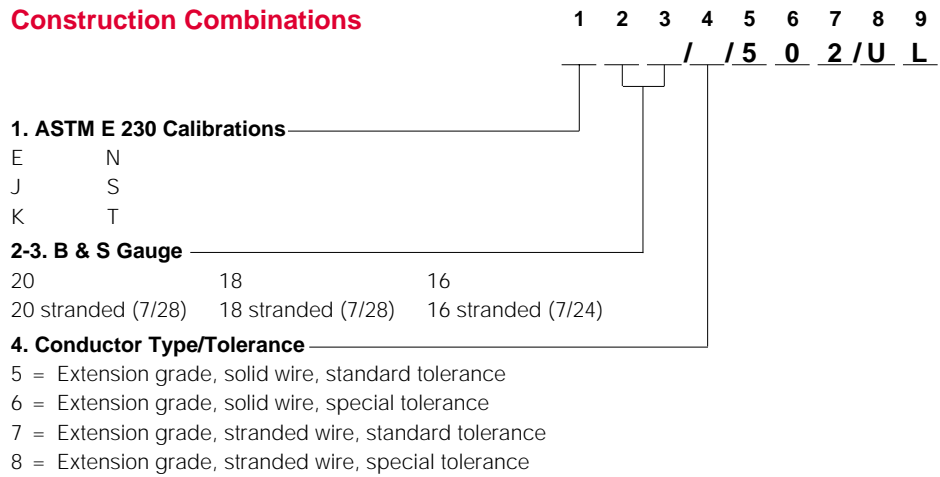 Construction Combinations 1 2 3 4 5 6 7 8 9
/ / 5 0 2 / U L
1. ASTM E 230 Calibrations
E N
J S
K T
2-3. B & S Gauge
20 18 16
20 stranded (7/28) 18 stranded (7/28) 16 stranded (7/24)
4. Conductor Type/Tolerance
5 = Extension grade, solid wire, standard tolerance
6 = Extension grade, solid wire, special tolerance
7 = Extension grade, stranded wire, standard tolerance
8 = Extension grade, stranded wire, special tolerance